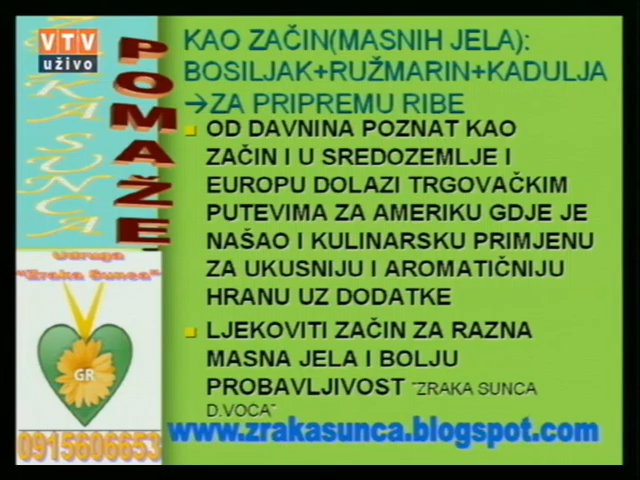 VTV
uživo
ZRAKA SUNCA
POMAŽE
Udruga
"Zraka Sunca"
GR
0915606653
KAO ZAČIN(MASNIH JELA):
BOSILJAK+RUŽMARIN+KADULJA
→ZA PRIPREMU RIBE
OD DAVNINA POZNAT KAO
ZAČIN I U SREDOZEMLJE I
EUROPU DOLAZI TRGOVAČKIM
PUTEVIMA ZA AMERIKU GDJE JE
NAŠAO I KULINARSKU PRIMJENU
ZA UKUSNIJU I AROMATIČNIJU
HRANU UZ DODATKE
LJEKOVITI ZAČIN ZA RAZNA
MASNA JELA I BOLJU
PROBAVLJIVOST "ZRAKA SUNCA
D.VOĆA"
www.zrakasunca.blogspot.com